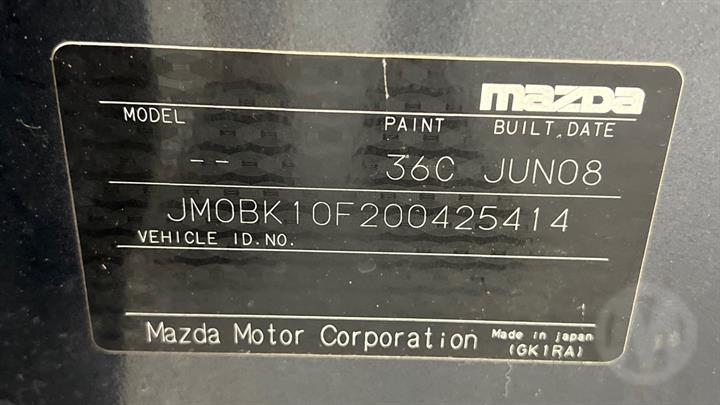 mazda
MODEL PAINT BUILT.DATE
-- 36C JUN08
JM0BK10F200425414
VEHICLE ID.NO.
Mazda Motor Corporation Made in japan
(GK1RA)